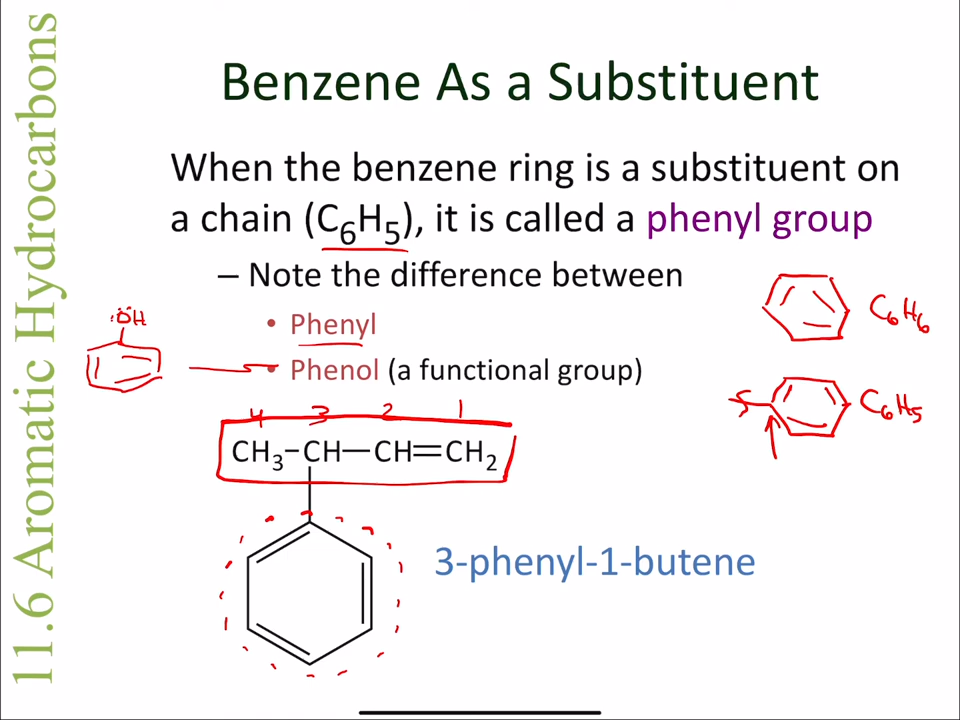 11.6 Aromatic Hydrocarbons
Benzene As a Substituent
When the benzene ring is a substituent on
a chain (C₆H₅), it is called a phenyl group
– Note the difference between
• Phenyl
• Phenol (a functional group)
:ÖH
C₆H₆
C₆H₅
4 3 2 1
CH₃–CH—CH=CH₂
3-phenyl-1-butene